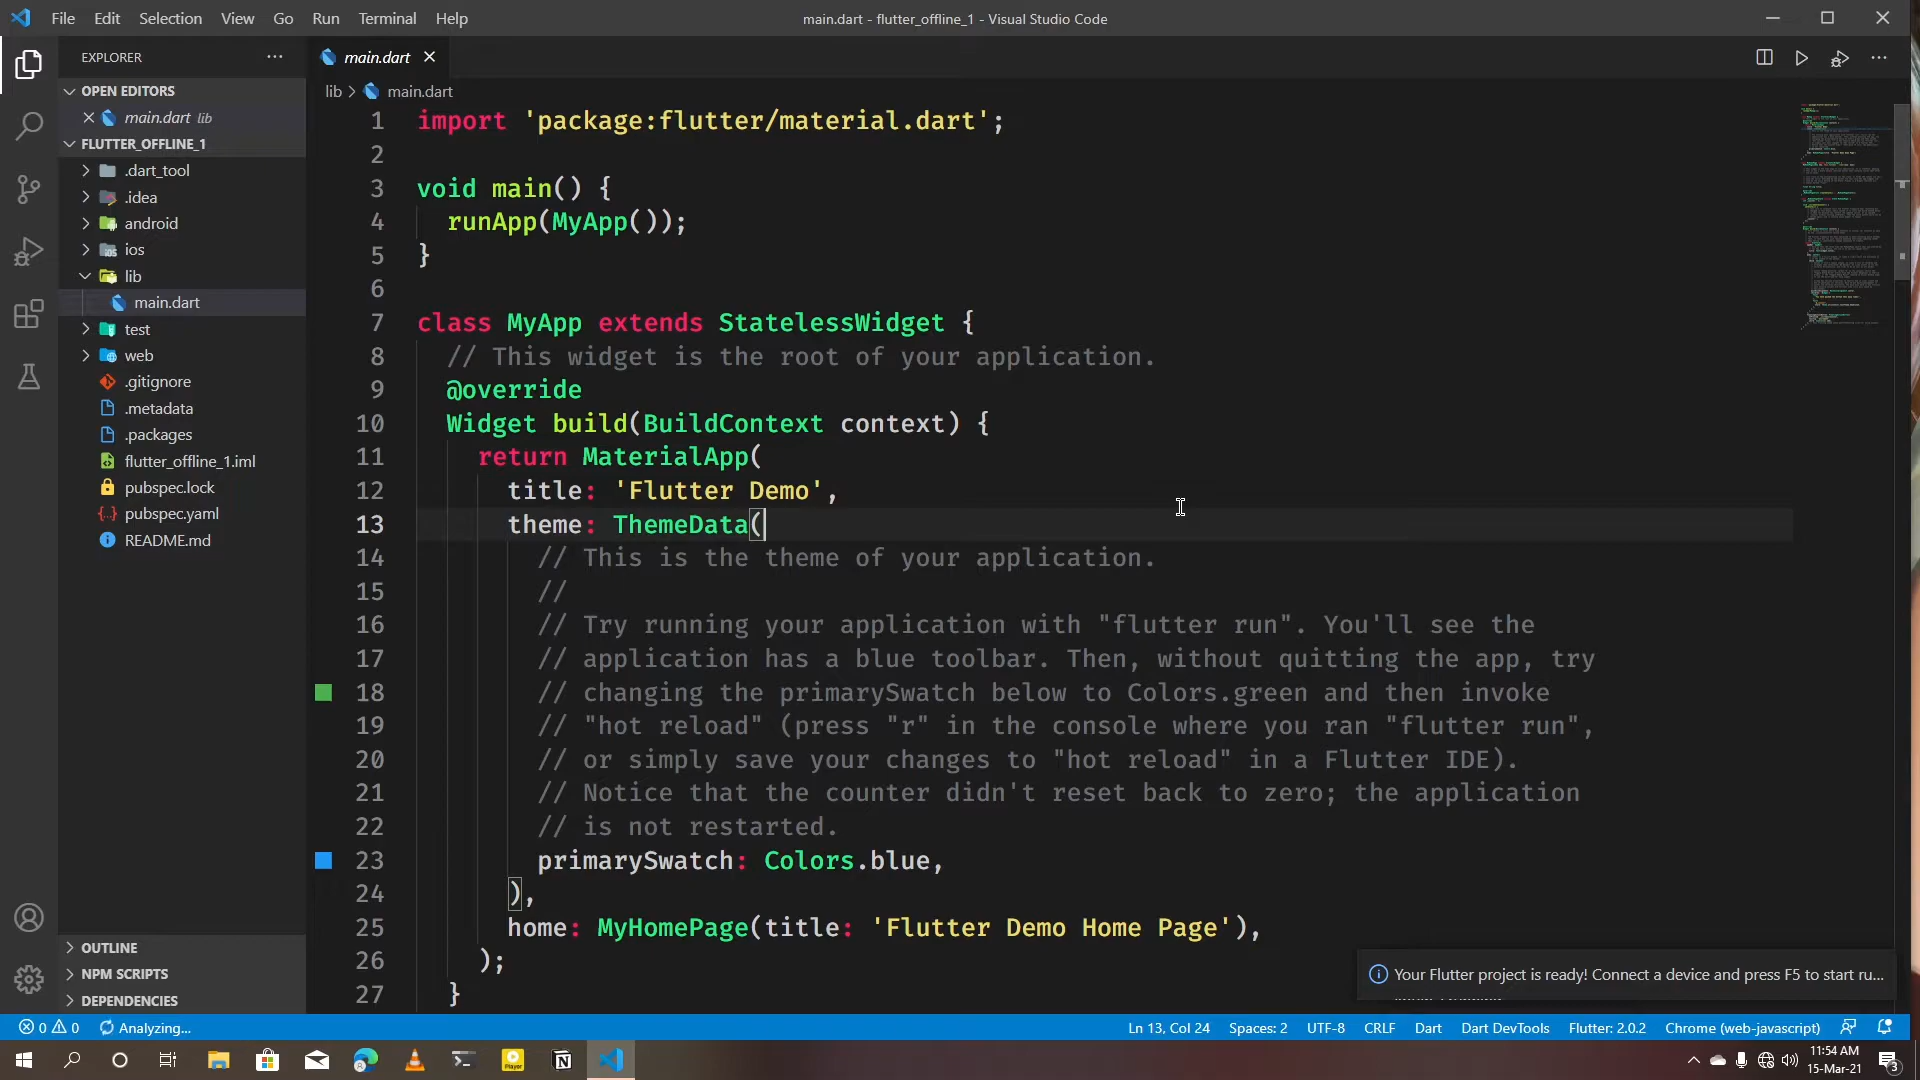 File Edit Selection View Go Run Terminal Help
main.dart - flutter_offline_1 - Visual Studio Code
EXPLORER
OPEN EDITORS
main.dart lib
FLUTTER_OFFLINE_1
.dart_tool
.idea
android
ios
lib
main.dart
test
web
.gitignore
.metadata
.packages
flutter_offline_1.iml
pubspec.lock
pubspec.yaml
README.md
OUTLINE
NPM SCRIPTS
DEPENDENCIES
main.dart
lib > main.dart
1 import 'package:flutter/material.dart';
2
3 void main() {
4 runApp(MyApp());
5 }
6
7 class MyApp extends StatelessWidget {
8 // This widget is the root of your application.
9 @override
10 Widget build(BuildContext context) {
11 return MaterialApp(
12 title: 'Flutter Demo',
13 theme: ThemeData(
14 // This is the theme of your application.
15 //
16 // Try running your application with "flutter run". You'll see the
17 // application has a blue toolbar. Then, without quitting the app, try
18 // changing the primarySwatch below to Colors.green and then invoke
19 // "hot reload" (press "r" in the console where you ran "flutter run",
20 // or simply save your changes to "hot reload" in a Flutter IDE).
21 // Notice that the counter didn't reset back to zero; the application
22 // is not restarted.
23 primarySwatch: Colors.blue,
24 ),
25 home: MyHomePage(title: 'Flutter Demo Home Page'),
26 );
27 }
Your Flutter project is ready! Connect a device and press F5 to start ru...
0 0 Analyzing...
Ln 13, Col 24 Spaces: 2 UTF-8 CRLF Dart Dart DevTools Flutter: 2.0.2 Chrome (web-javascript)
11:54 AM
15-Mar-21
3